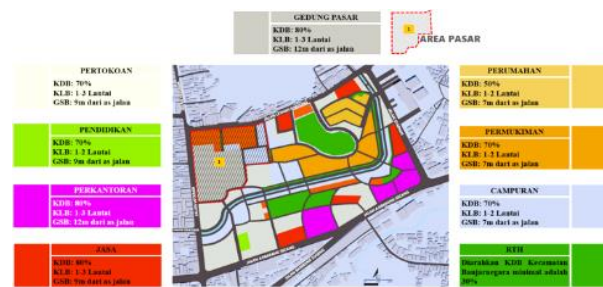 GEDUNG PASAR
KDB: 80%
KLB: 1-3 Lantai
GSB: 12m dari as jalan
1
AREA PASAR
PERTOKOAN
KDB: 70%
KLB: 1-3 Lantai
GSB: 9m dari as jalan
PENDIDIKAN
KDB: 70%
KLB: 1-2 Lantai
GSB: 9m dari as jalan
PERKANTORAN
KDB: 80%
KLB: 1-3 Lantai
GSB: 12m dari as jalan
JASA
KDB: 80%
KLB: 1-3 Lantai
GSB: 9m dari as jalan
1
PERUMAHAN
KDB: 50%
KLB: 1-2 Lantai
GSB: 7m dari as jalan
PERMUKIMAN
KDB: 70%
KLB: 1-2 Lantai
GSB: 7m dari as jalan
CAMPURAN
KDB: 70%
KLB: 1-2 Lantai
GSB: 7m dari as jalan
RTH
Diarahkan KDB Kecamatan
Banjarnegara minimal adalah
30%